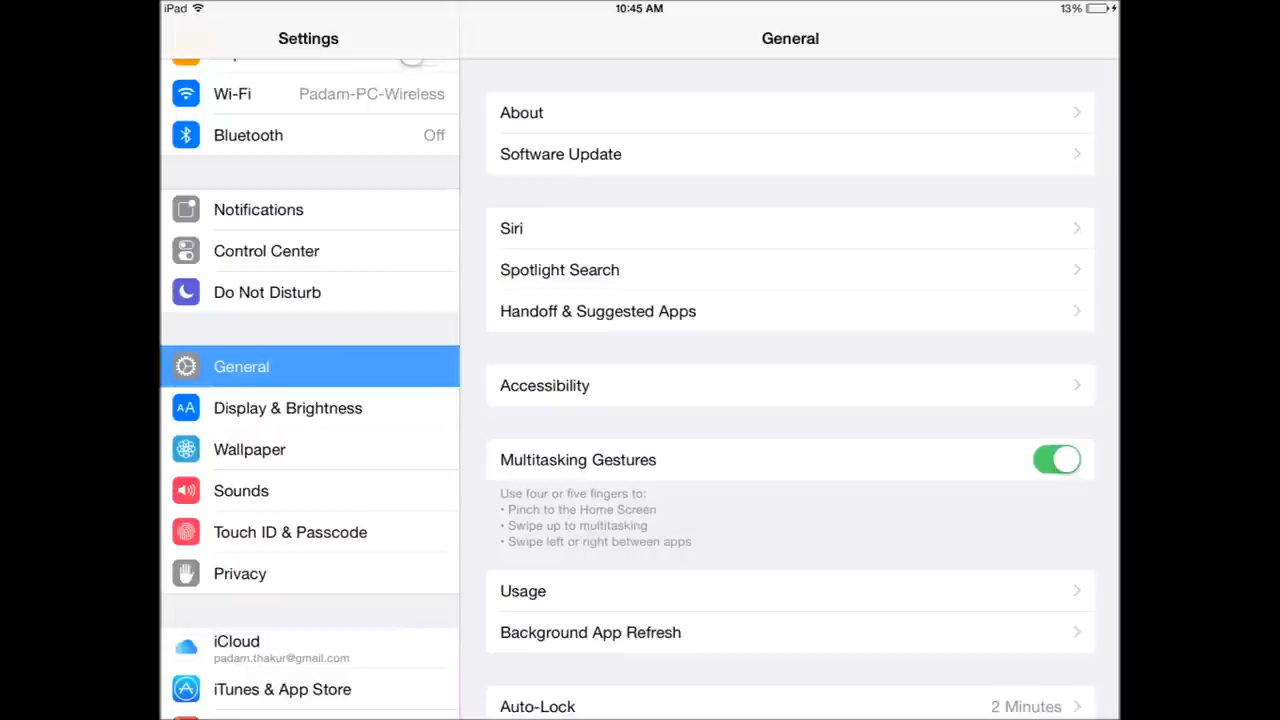 iPad
10:45 AM
13%
Settings
General
Wi-Fi
Padam-PC-Wireless
Bluetooth
Off
Notifications
Control Center
Do Not Disturb
General
Display & Brightness
Wallpaper
Sounds
Touch ID & Passcode
Privacy
iCloud
padam.thakur@gmail.com
iTunes & App Store
About
Software Update
Siri
Spotlight Search
Handoff & Suggested Apps
Accessibility
Multitasking Gestures
Use four or five fingers to:
• Pinch to the Home Screen
• Swipe up to multitasking
• Swipe left or right between apps
Usage
Background App Refresh
Auto-Lock
2 Minutes